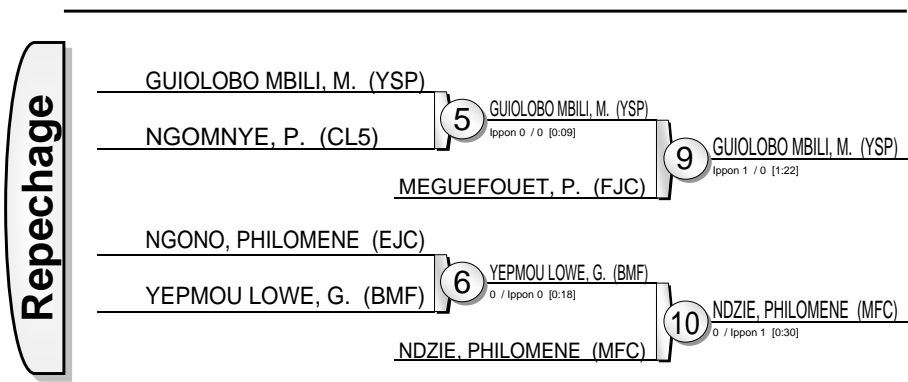 Repechage
GUIOLOBO MBILI, M. (YSP)
NGOMNYE, P. (CL5)
5
GUIOLOBO MBILI, M. (YSP)
Ippon 0 / 0 [0:09]
MEGUEFOUET, P. (FJC)
9
GUIOLOBO MBILI, M. (YSP)
Ippon 1 / 0 [1:22]
NGONO, PHILOMENE (EJC)
YEPMOU LOWE, G. (BMF)
6
YEPMOU LOWE, G. (BMF)
0 / Ippon 0 [0:18]
NDZIE, PHILOMENE (MFC)
10
NDZIE, PHILOMENE (MFC)
0 / Ippon 1 [0:30]